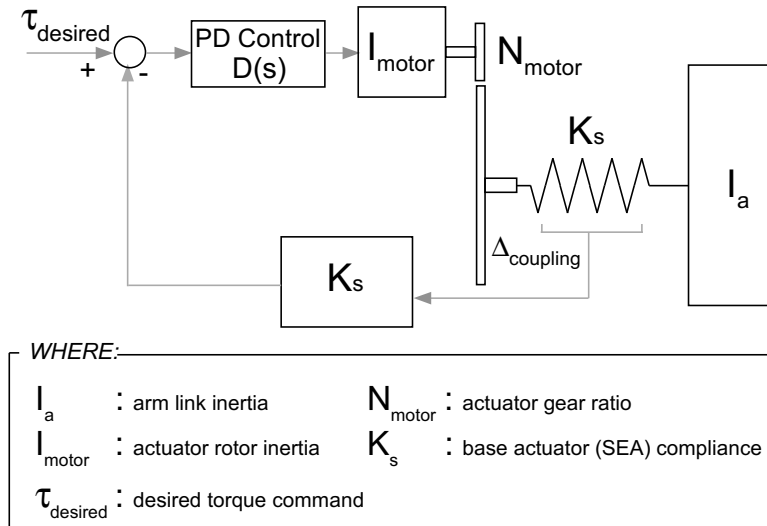 τdesired
+
-
PD Control
D(s)
Imotor
Nmotor
Ks
Ia
Δcoupling
Ks
WHERE:
Ia : arm link inertia
Nmotor : actuator gear ratio
Imotor : actuator rotor inertia
Ks : base actuator (SEA) compliance
τdesired : desired torque command